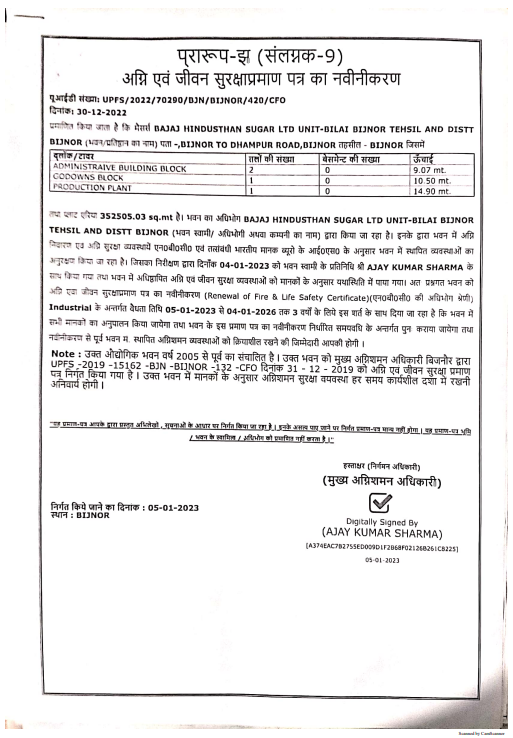 प्रारूप-झ (संलग्नक-9)
अग्नि एवं जीवन सुरक्षाप्रमाण पत्र का नवीनीकरण
यूआईडी संख्या: UPFS/2022/70290/BJN/BIJNOR/420/CFO
दिनांक: 30-12-2022
प्रमाणित किया जाता है कि मैसर्स BAJAJ HINDUSTHAN SUGAR LTD UNIT-BILAI BIJNOR TEHSIL AND DISTT
BIJNOR (भवन/प्रतिष्ठान का नाम) पता -,BIJNOR TO DHAMPUR ROAD,BIJNOR तहसील - BIJNOR जिसमें
ब्लॉक/टावर तलों की संख्या बेसमेन्ट की संख्या ऊँचाई
ADMINISTRAIVE BUILDING BLOCK 2 0 9.07 mt.
GODOWNS BLOCK 1 0 10.50 mt.
PRODUCTION PLANT 1 0 14.90 mt.
तथा प्लाट एरिया 352505.03 sq.mt है। भवन का अधिभोग BAJAJ HINDUSTHAN SUGAR LTD UNIT-BILAI BIJNOR
TEHSIL AND DISTT BIJNOR (भवन स्वामी/ अधिभोगी अथवा कम्पनी का नाम) द्वारा किया जा रहा है। इनके द्वारा भवन में अग्नि
निवारण एवं अग्नि सुरक्षा व्यवस्थायें एन०बी०सी० एवं तत्संबंधी भारतीय मानक ब्यूरो के आई०एस० के अनुसार भवन में स्थापित व्यवस्थाओं का
अनुरक्षण किया जा रहा है। जिसका निरीक्षण द्वारा दिनाँक 04-01-2023 को भवन स्वामी के प्रतिनिधि श्री AJAY KUMAR SHARMA के
साथ किया गया तथा भवन में अधिष्ठापित अग्नि एवं जीवन सुरक्षा व्यवस्थाओं को मानकों के अनुसार यथास्थिति में पाया गया। अत प्रश्नगत भवन को
अग्नि एवं जीवन सुरक्षाप्रमाण पत्र का नवीनीकरण (Renewal of Fire & Life Safety Certificate)(एन०बी०सी० की अधिभोग श्रेणी)
Industrial के अन्तर्गत वैधता तिथि 05-01-2023 से 04-01-2026 तक 3 वर्षों के लिये इस शर्त के साथ दिया जा रहा है कि भवन में
सभी मानकों का अनुपालन किया जायेगा तथा भवन के इस प्रमाण पत्र का नवीनीकरण निर्धारित समयवधि के अन्तर्गत पुन कराया जायेगा तथा
नवीनीकरण से पूर्व भवन में. स्थापित अग्निशमन व्यवस्थाओं को क्रियाशील रखने की जिम्मेदारी आपकी होगी।
Note : उक्त औद्योगिक भवन वर्ष 2005 से पूर्व का संचालित है। उक्त भवन को मुख्य अग्निशमन अधिकारी बिजनौर द्वारा
UPFS -2019 -15162 -BJN -BIJNOR -132 -CFO दिनांक 31 - 12 - 2019 को अग्नि एवं जीवन सुरक्षा प्रमाण
पत्र निर्गत किया गया है। उक्त भवन में मानकों के अनुसार अग्निशमन सुरक्षा वयवस्था हर समय कार्यशील दशा में रखनी
अनिवार्य होगी।
"यह प्रमाण-पत्र आपके द्वारा प्रस्तुत अभिलेखों , सूचनाओं के आधार पर निर्गत किया जा रहा है। इनके असत्य पाए जाने पर निर्गत प्रमाण-पत्र मान्य नहीं होगा। यह प्रमाण-पत्र भूमि
/ भवन के स्वामित्व / अधिभोग को प्रमाणित नहीं करता है।"
हस्ताक्षर (निर्गमन अधिकारी)
(मुख्य अग्निशमन अधिकारी)
निर्गत किये जाने का दिनांक : 05-01-2023
स्थान : BIJNOR
Digitally Signed By
(AJAY KUMAR SHARMA)
[A374EAC7B2755ED009D1F2B68F02126B261CB225]
05-01-2023
Scanned by CamScanner